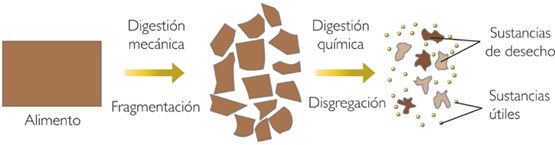 Alimento
Digestión
mecánica
Fragmentación
Digestión
química
Disgregación
Sustancias
de desecho
Sustancias
útiles